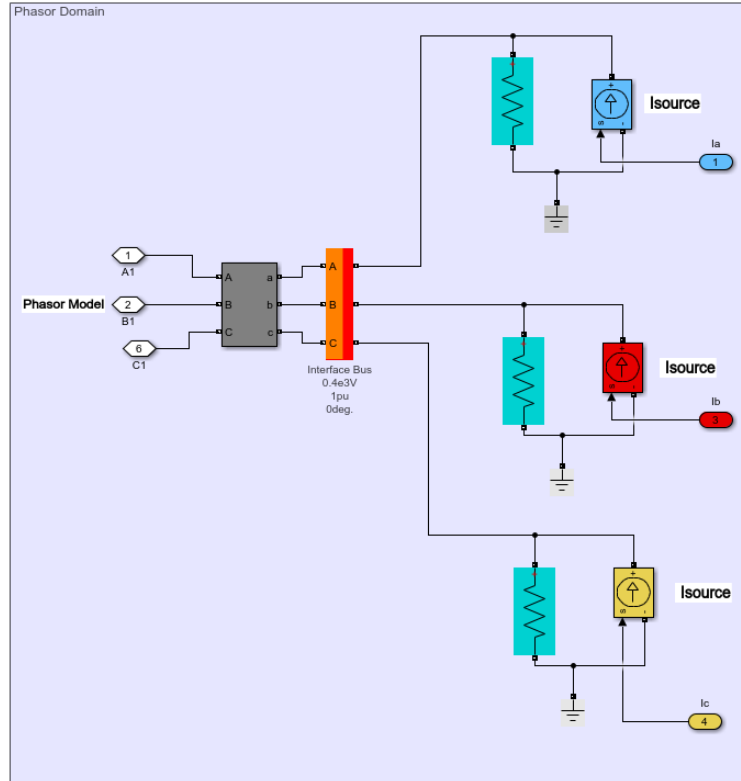 Phasor Domain
+
s
-
Isource
Ia
1
1
A1
A
a
A
Phasor Model
2
B1
B
b
B
6
C1
C
c
C
Interface Bus
0.4e3V
1pu
0deg.
+
s
-
Isource
Ib
3
+
s
-
Isource
Ic
4